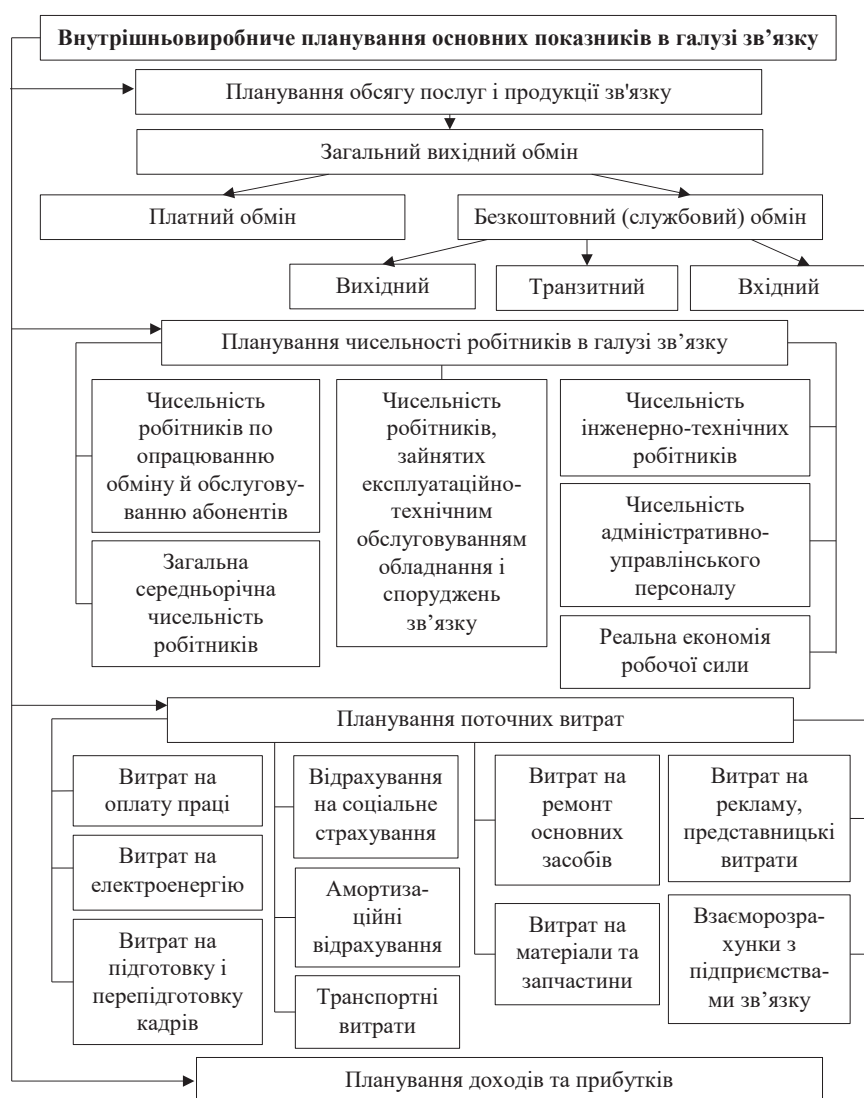 Внутрішньовиробниче планування основних показників в галузі зв’язку
Планування обсягу послуг і продукції зв'язку
Загальний вихідний обмін
Платний обмін
Безкоштовний (службовий) обмін
Вихідний
Транзитний
Вхідний
Планування чисельності робітників в галузі зв’язку
Чисельність
робітників по
опрацюванню
обміну й обслугову-
ванню абонентів
Загальна
середньорічна
чисельність
робітників
Чисельність
робітників,
зайнятих
експлуатаційно-
технічним
обслуговуванням
обладнання і
споруджень
зв’язку
Чисельність
інженерно-технічних
робітників
Чисельність
адміністративно-
управлінського
персоналу
Реальна економія
робочої сили
Планування поточних витрат
Витрат на
оплату праці
Витрат на
електроенергію
Витрат на
підготовку і
перепідготовку
кадрів
Відрахування
на соціальне
страхування
Амортиза-
ційні
відрахування
Транспортні
витрати
Витрат на
ремонт
основних
засобів
Витрат на
матеріали та
запчастини
Витрат на
рекламу,
представницькі
витрати
Взаєморозра-
хунки з
підприємства-
ми зв’язку
Планування доходів та прибутків